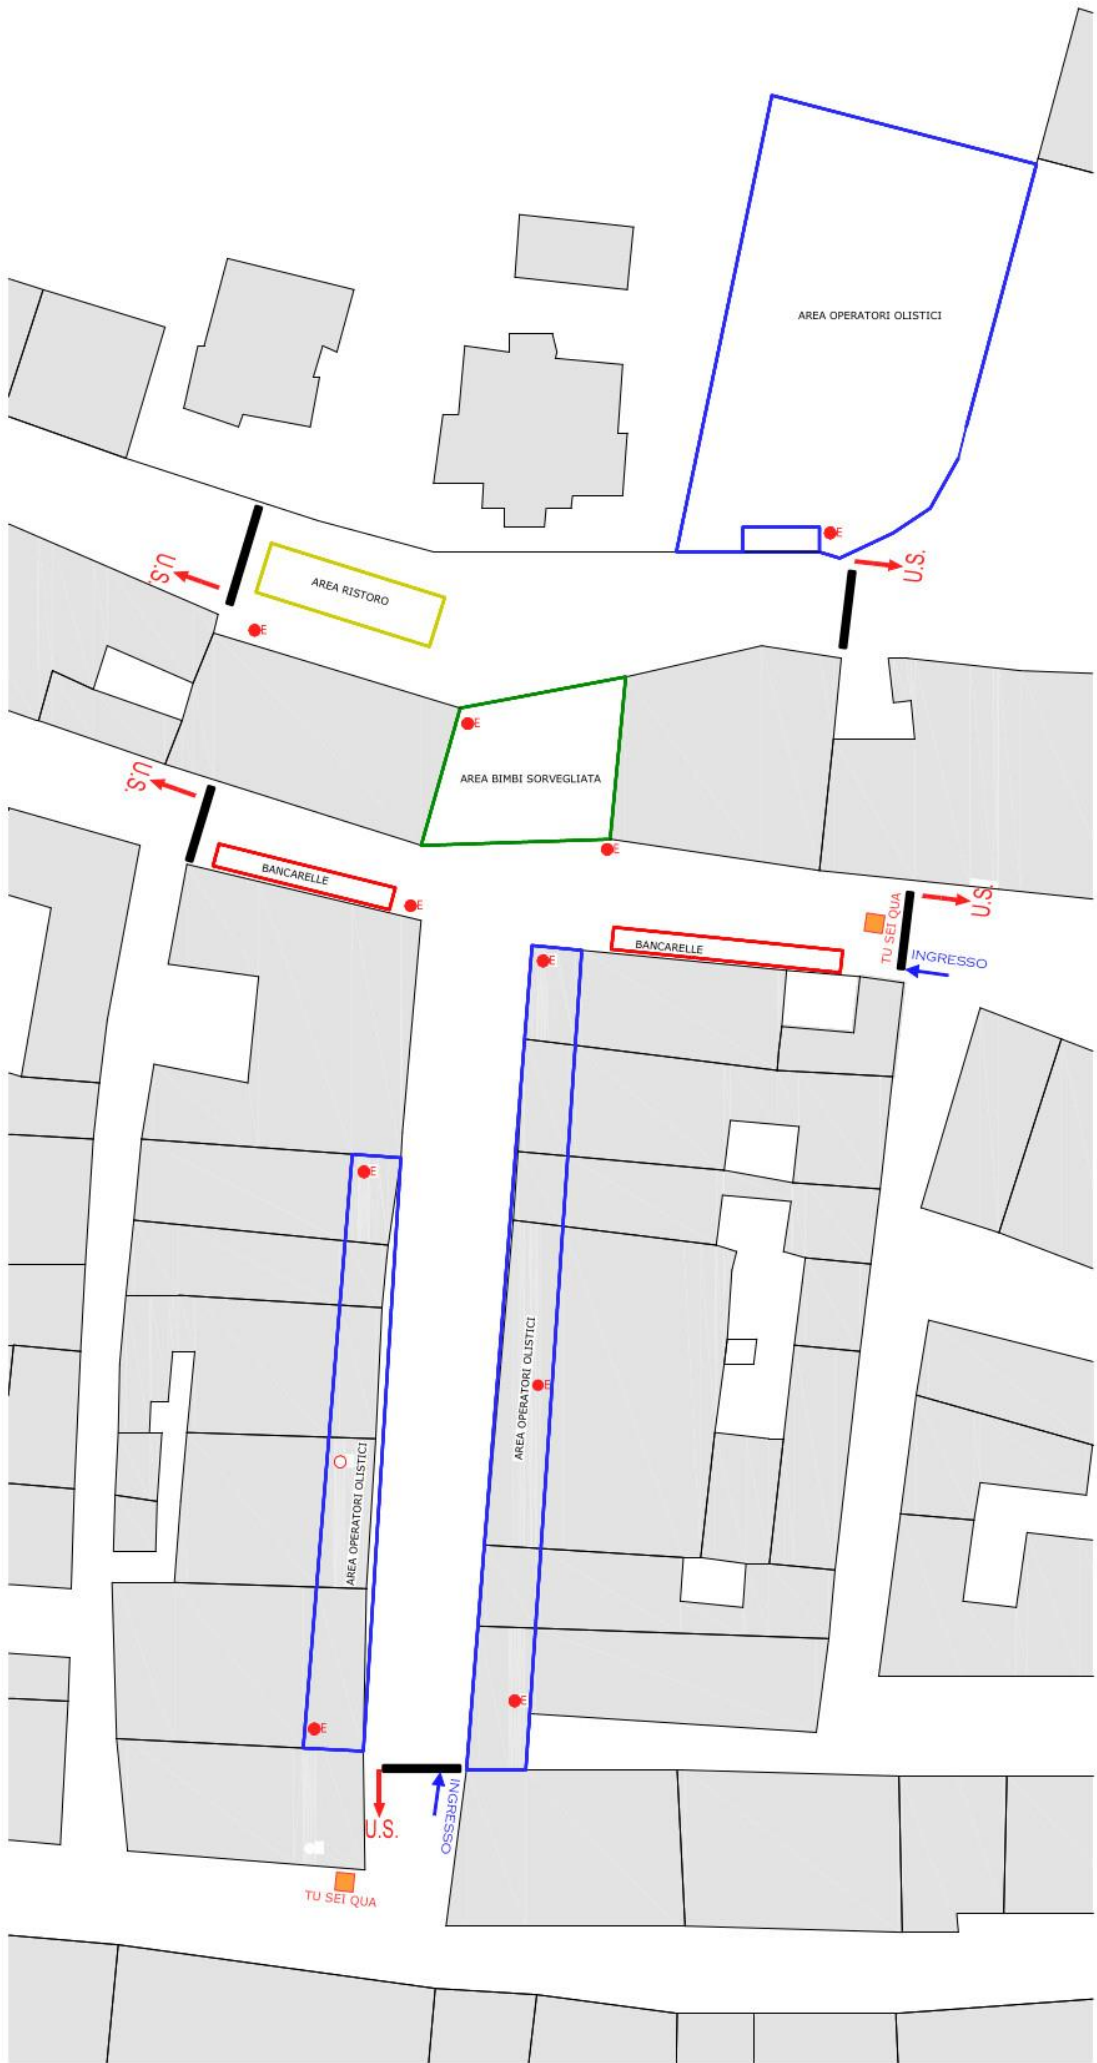 AREA OPERATORI OLISTICI
E
U.S.
U.S.
AREA RISTORO
E
E
AREA BIMBI SORVEGLIATA
U.S.
E
BANCARELLE
E
U.S.
TU SEI QUA
BANCARELLE
INGRESSO
E
E
AREA OPERATORI OLISTICI
E
AREA OPERATORI OLISTICI
E
E
INGRESSO
U.S.
TU SEI QUA